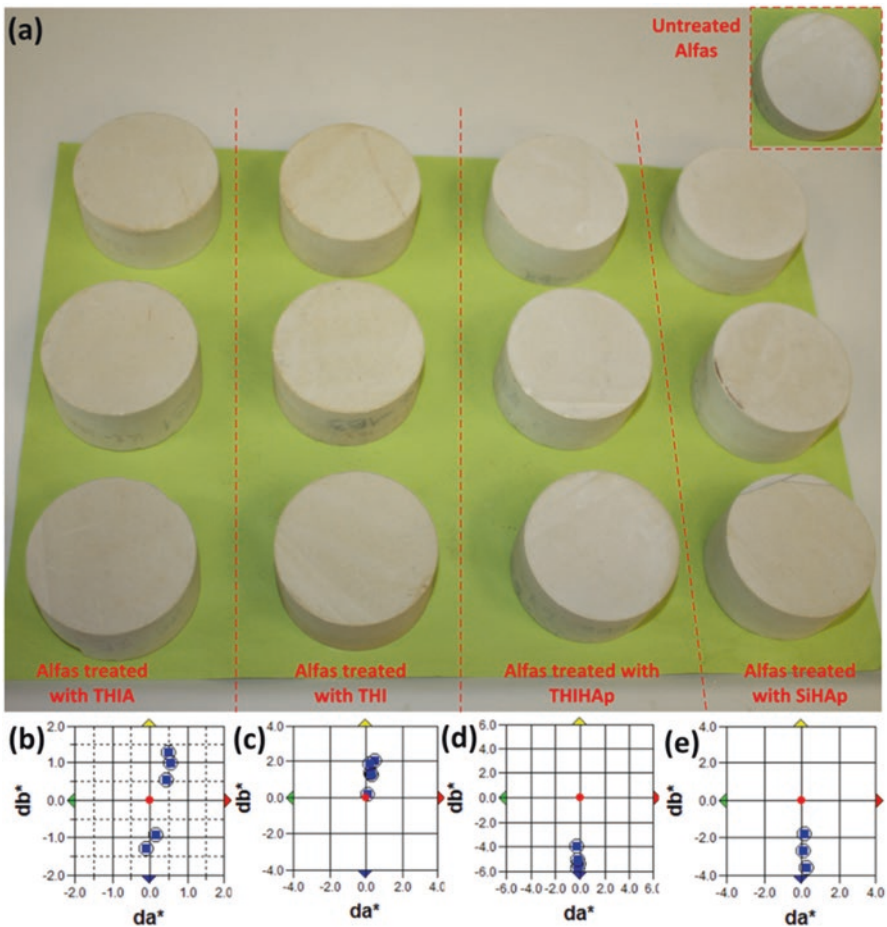 (a)
Untreated
Alfas
Alfas treated
with THIA
Alfas treated
with THI
Alfas treated with
THIHAp
Alfas treated
with SiHAp
(b)
2.0
1.0
0.0
-1.0
-2.0
db*
-2.0 -1.0 0.0 1.0 2.0
da*
(c)
4.0
2.0
0.0
-2.0
-4.0
db*
-4.0 -2.0 0.0 2.0 4.0
da*
(d)
6.0
4.0
2.0
0.0
-2.0
-4.0
-6.0
db*
-6.0 -4.0 -2.0 0.0 2.0 4.0 6.0
da*
(e)
4.0
2.0
0.0
-2.0
-4.0
db*
-4.0 -2.0 0.0 2.0 4.0
da*